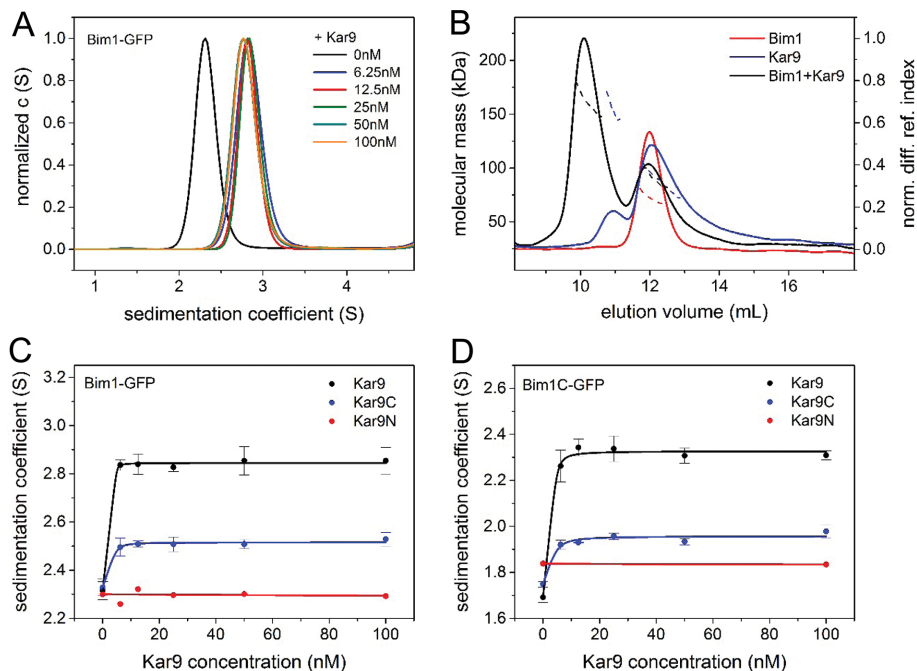 A
Bim1-GFP
+ Kar9
0nM
6.25nM
12.5nM
25nM
50nM
100nM
normalized c (S)
1.0
0.8
0.6
0.4
0.2
0.0
1 2 3 4
sedimentation coefficient (S)
B
Bim1
Kar9
Bim1+Kar9
molecular mass (kDa)
200
150
100
50
1.0
0.8
0.6
0.4
0.2
0.0
norm. diff. ref. index
10 12 14 16
elution volume (mL)
C
Bim1-GFP
Kar9
Kar9C
Kar9N
sedimentation coefficient (S)
3.2
3.0
2.8
2.6
2.4
2.2
0 20 40 60 80 100
Kar9 concentration (nM)
D
Bim1C-GFP
Kar9
Kar9C
Kar9N
sedimentation coefficient (S)
2.6
2.4
2.2
2.0
1.8
1.6
0 20 40 60 80 100
Kar9 concentration (nM)